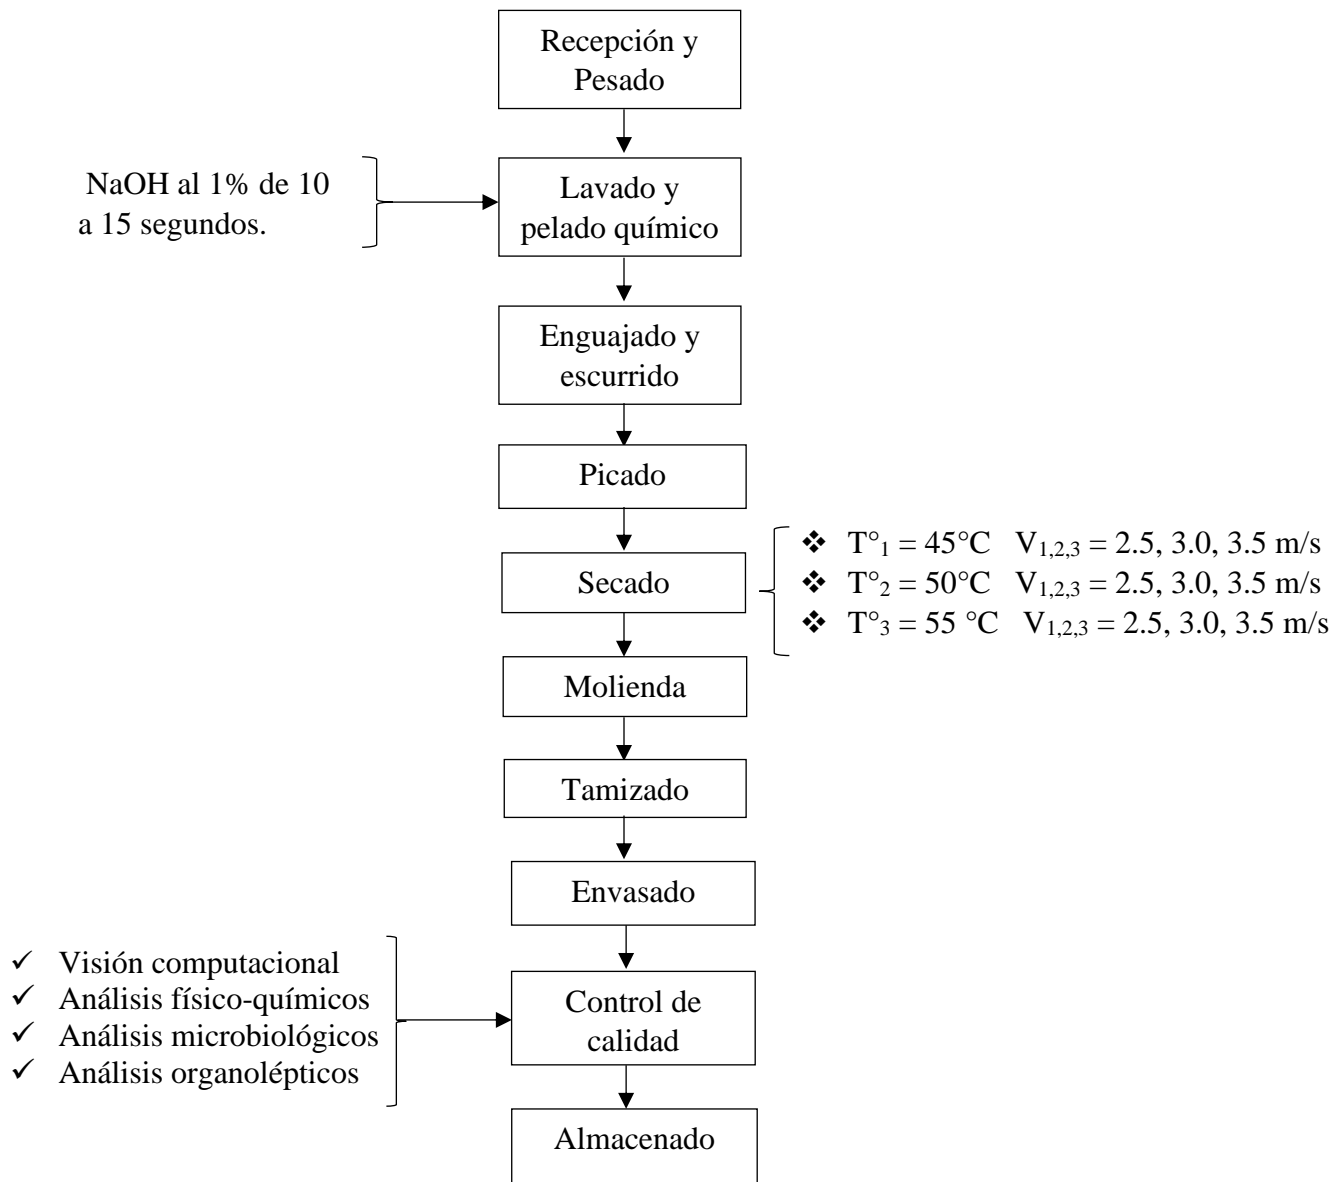 Recepción y
Pesado
NaOH al 1% de 10
a 15 segundos.
Lavado y
pelado químico
Enguajado y
escurrido
Picado
Secado
❖ T°₁ = 45°C V₁,₂,₃ = 2.5, 3.0, 3.5 m/s
❖ T°₂ = 50°C V₁,₂,₃ = 2.5, 3.0, 3.5 m/s
❖ T°₃ = 55 °C V₁,₂,₃ = 2.5, 3.0, 3.5 m/s
Molienda
Tamizado
Envasado
✓ Visión computacional
✓ Análisis físico-químicos
✓ Análisis microbiológicos
✓ Análisis organolépticos
Control de
calidad
Almacenado